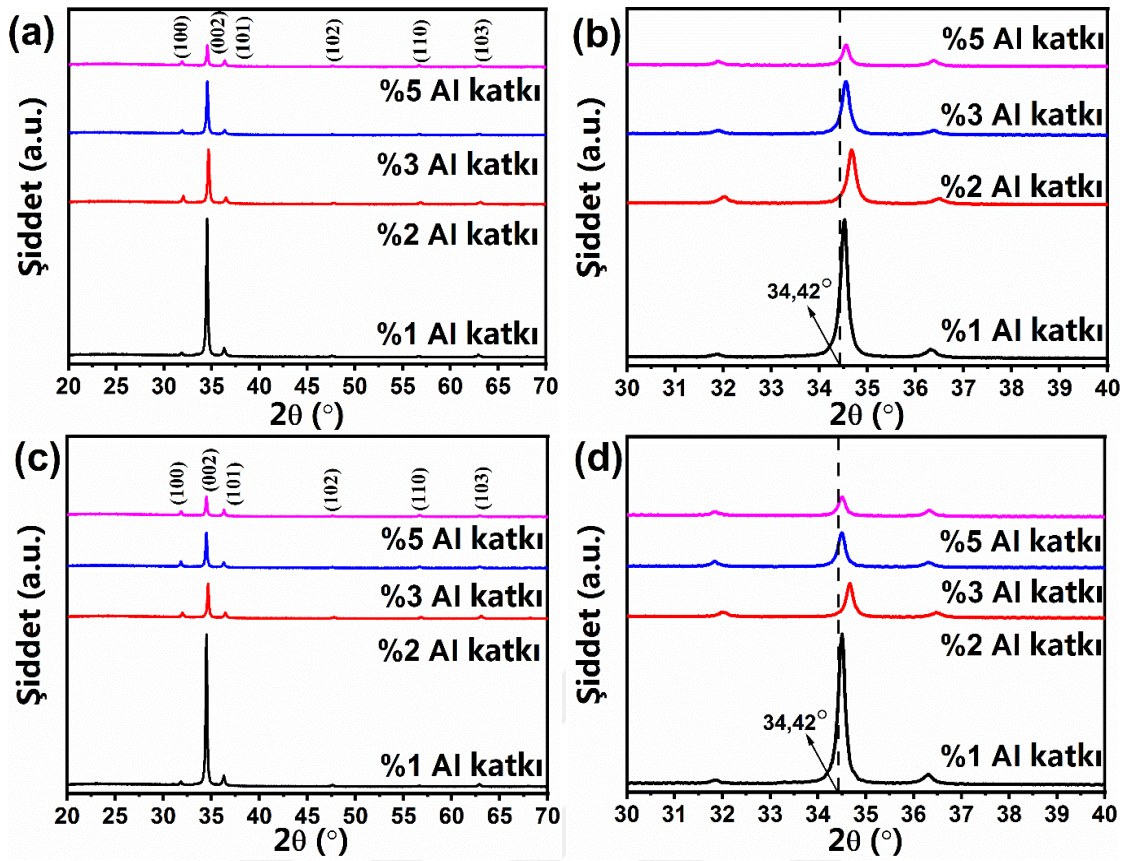 (a)
(100)
(002)
(101)
(102)
(110)
(103)
%5 Al katkı
%3 Al katkı
%2 Al katkı
%1 Al katkı
Şiddet (a.u.)
20 25 30 35 40 45 50 55 60 65 70
2θ (°)
(b)
%5 Al katkı
%3 Al katkı
%2 Al katkı
34,42°
%1 Al katkı
Şiddet (a.u.)
30 31 32 33 34 35 36 37 38 39 40
2θ (°)
(c)
(100)
(002)
(101)
(102)
(110)
(103)
%5 Al katkı
%3 Al katkı
%2 Al katkı
%1 Al katkı
Şiddet (a.u.)
20 25 30 35 40 45 50 55 60 65 70
2θ (°)
(d)
%5 Al katkı
%3 Al katkı
%2 Al katkı
34,42°
%1 Al katkı
Şiddet (a.u.)
30 31 32 33 34 35 36 37 38 39 40
2θ (°)